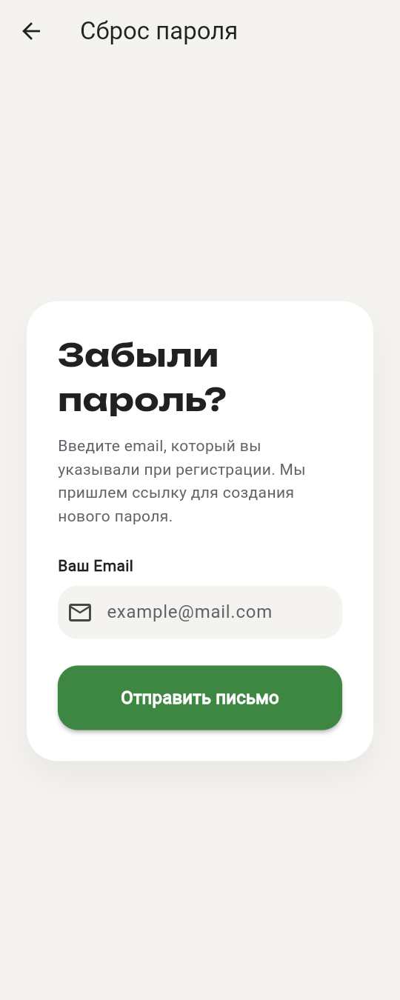 Сброс пароля
Забыли
пароль?
Введите email, который вы
указывали при регистрации. Мы
пришлем ссылку для создания
нового пароля.
Ваш Email
example@mail.com
Отправить письмо